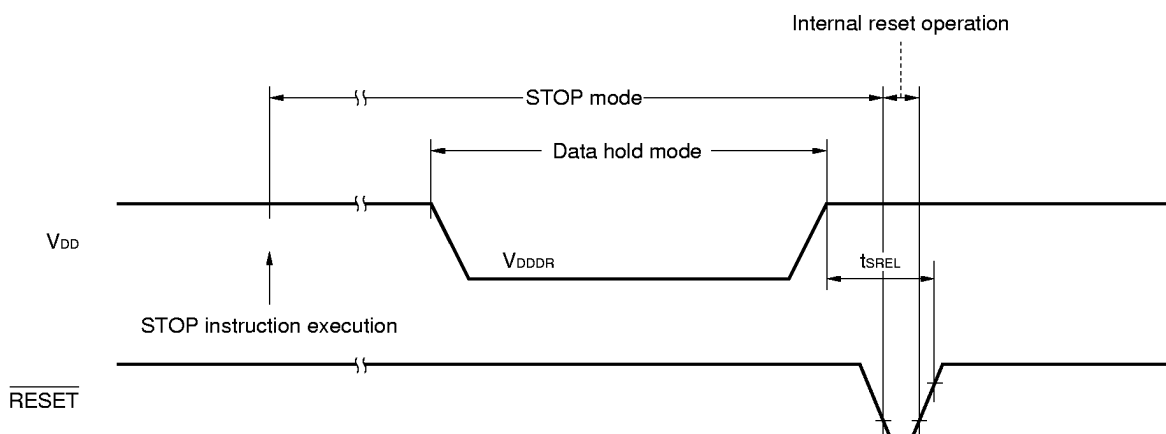 Internal reset operation
STOP mode
Data hold mode
VDD
VDDDR
tSREL
STOP instruction execution
RESET